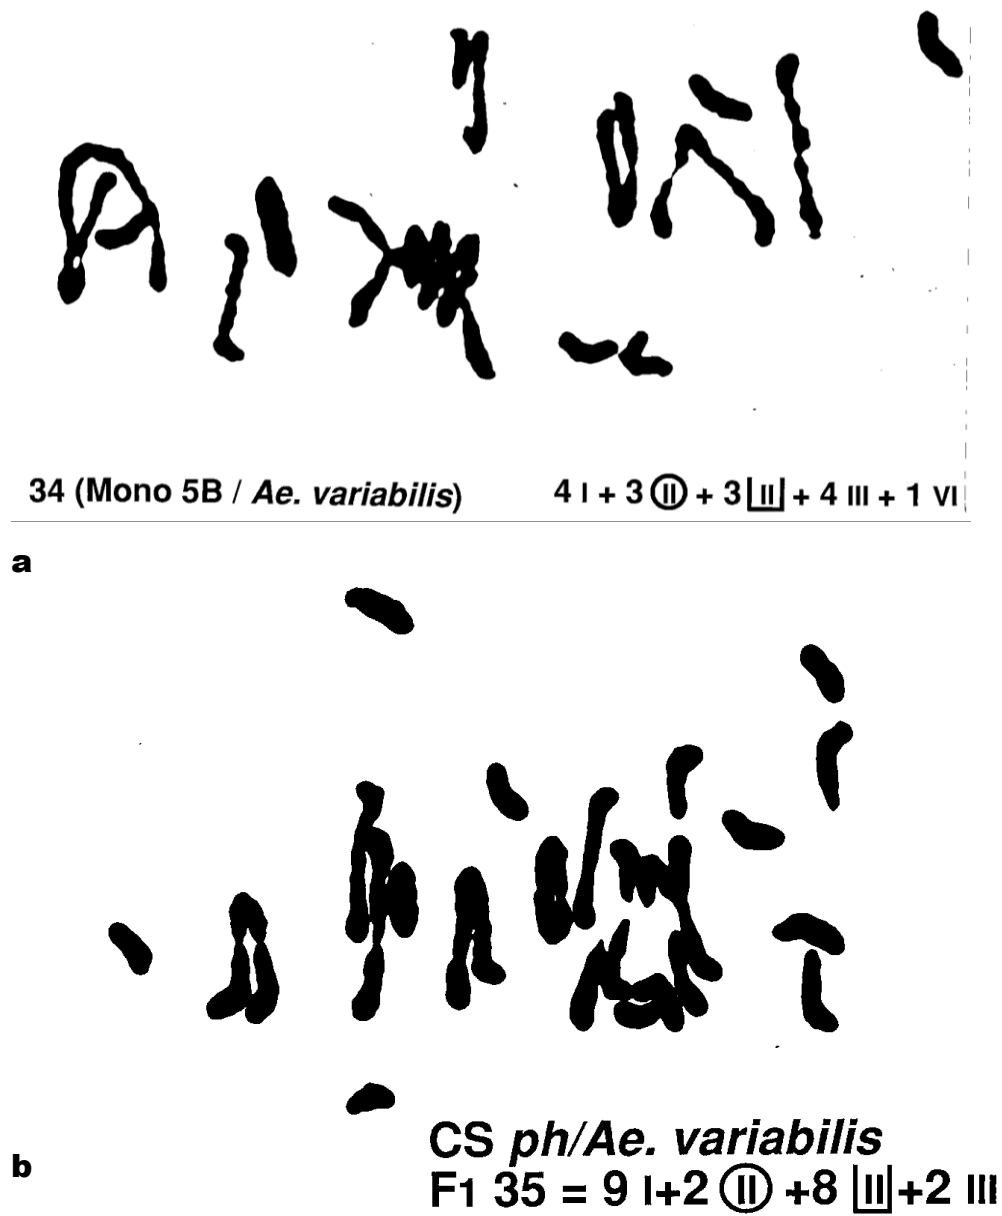 34 (Mono 5B / Ae. variabilis) 4 I + 3 II + 3 II + 4 III + 1 VI
a
CS ph/Ae. variabilis
b
F1 35 = 9 I+2 II +8 II+2 III